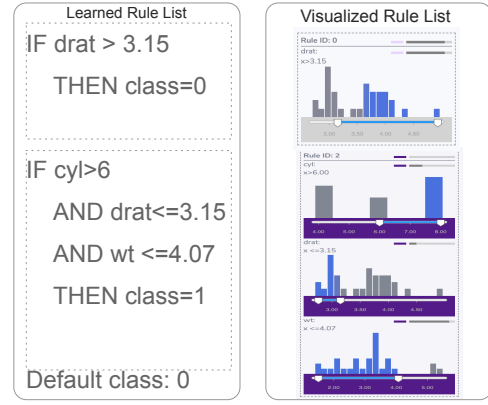 Learned Rule List
IF drat > 3.15
THEN class=0
IF cyl>6
AND drat<=3.15
AND wt <=4.07
THEN class=1
Default class: 0
Visualized Rule List
Rule ID: 0
drat:
x>3.15
3.00 3.50 4.00 4.50
Rule ID: 2
cyl:
x>6.00
4.00 5.00 6.00 7.00 8.00
drat:
x <=3.15
3.00 3.50 4.00 4.50
wt:
x <=4.07
2.00 3.00 4.00 5.00